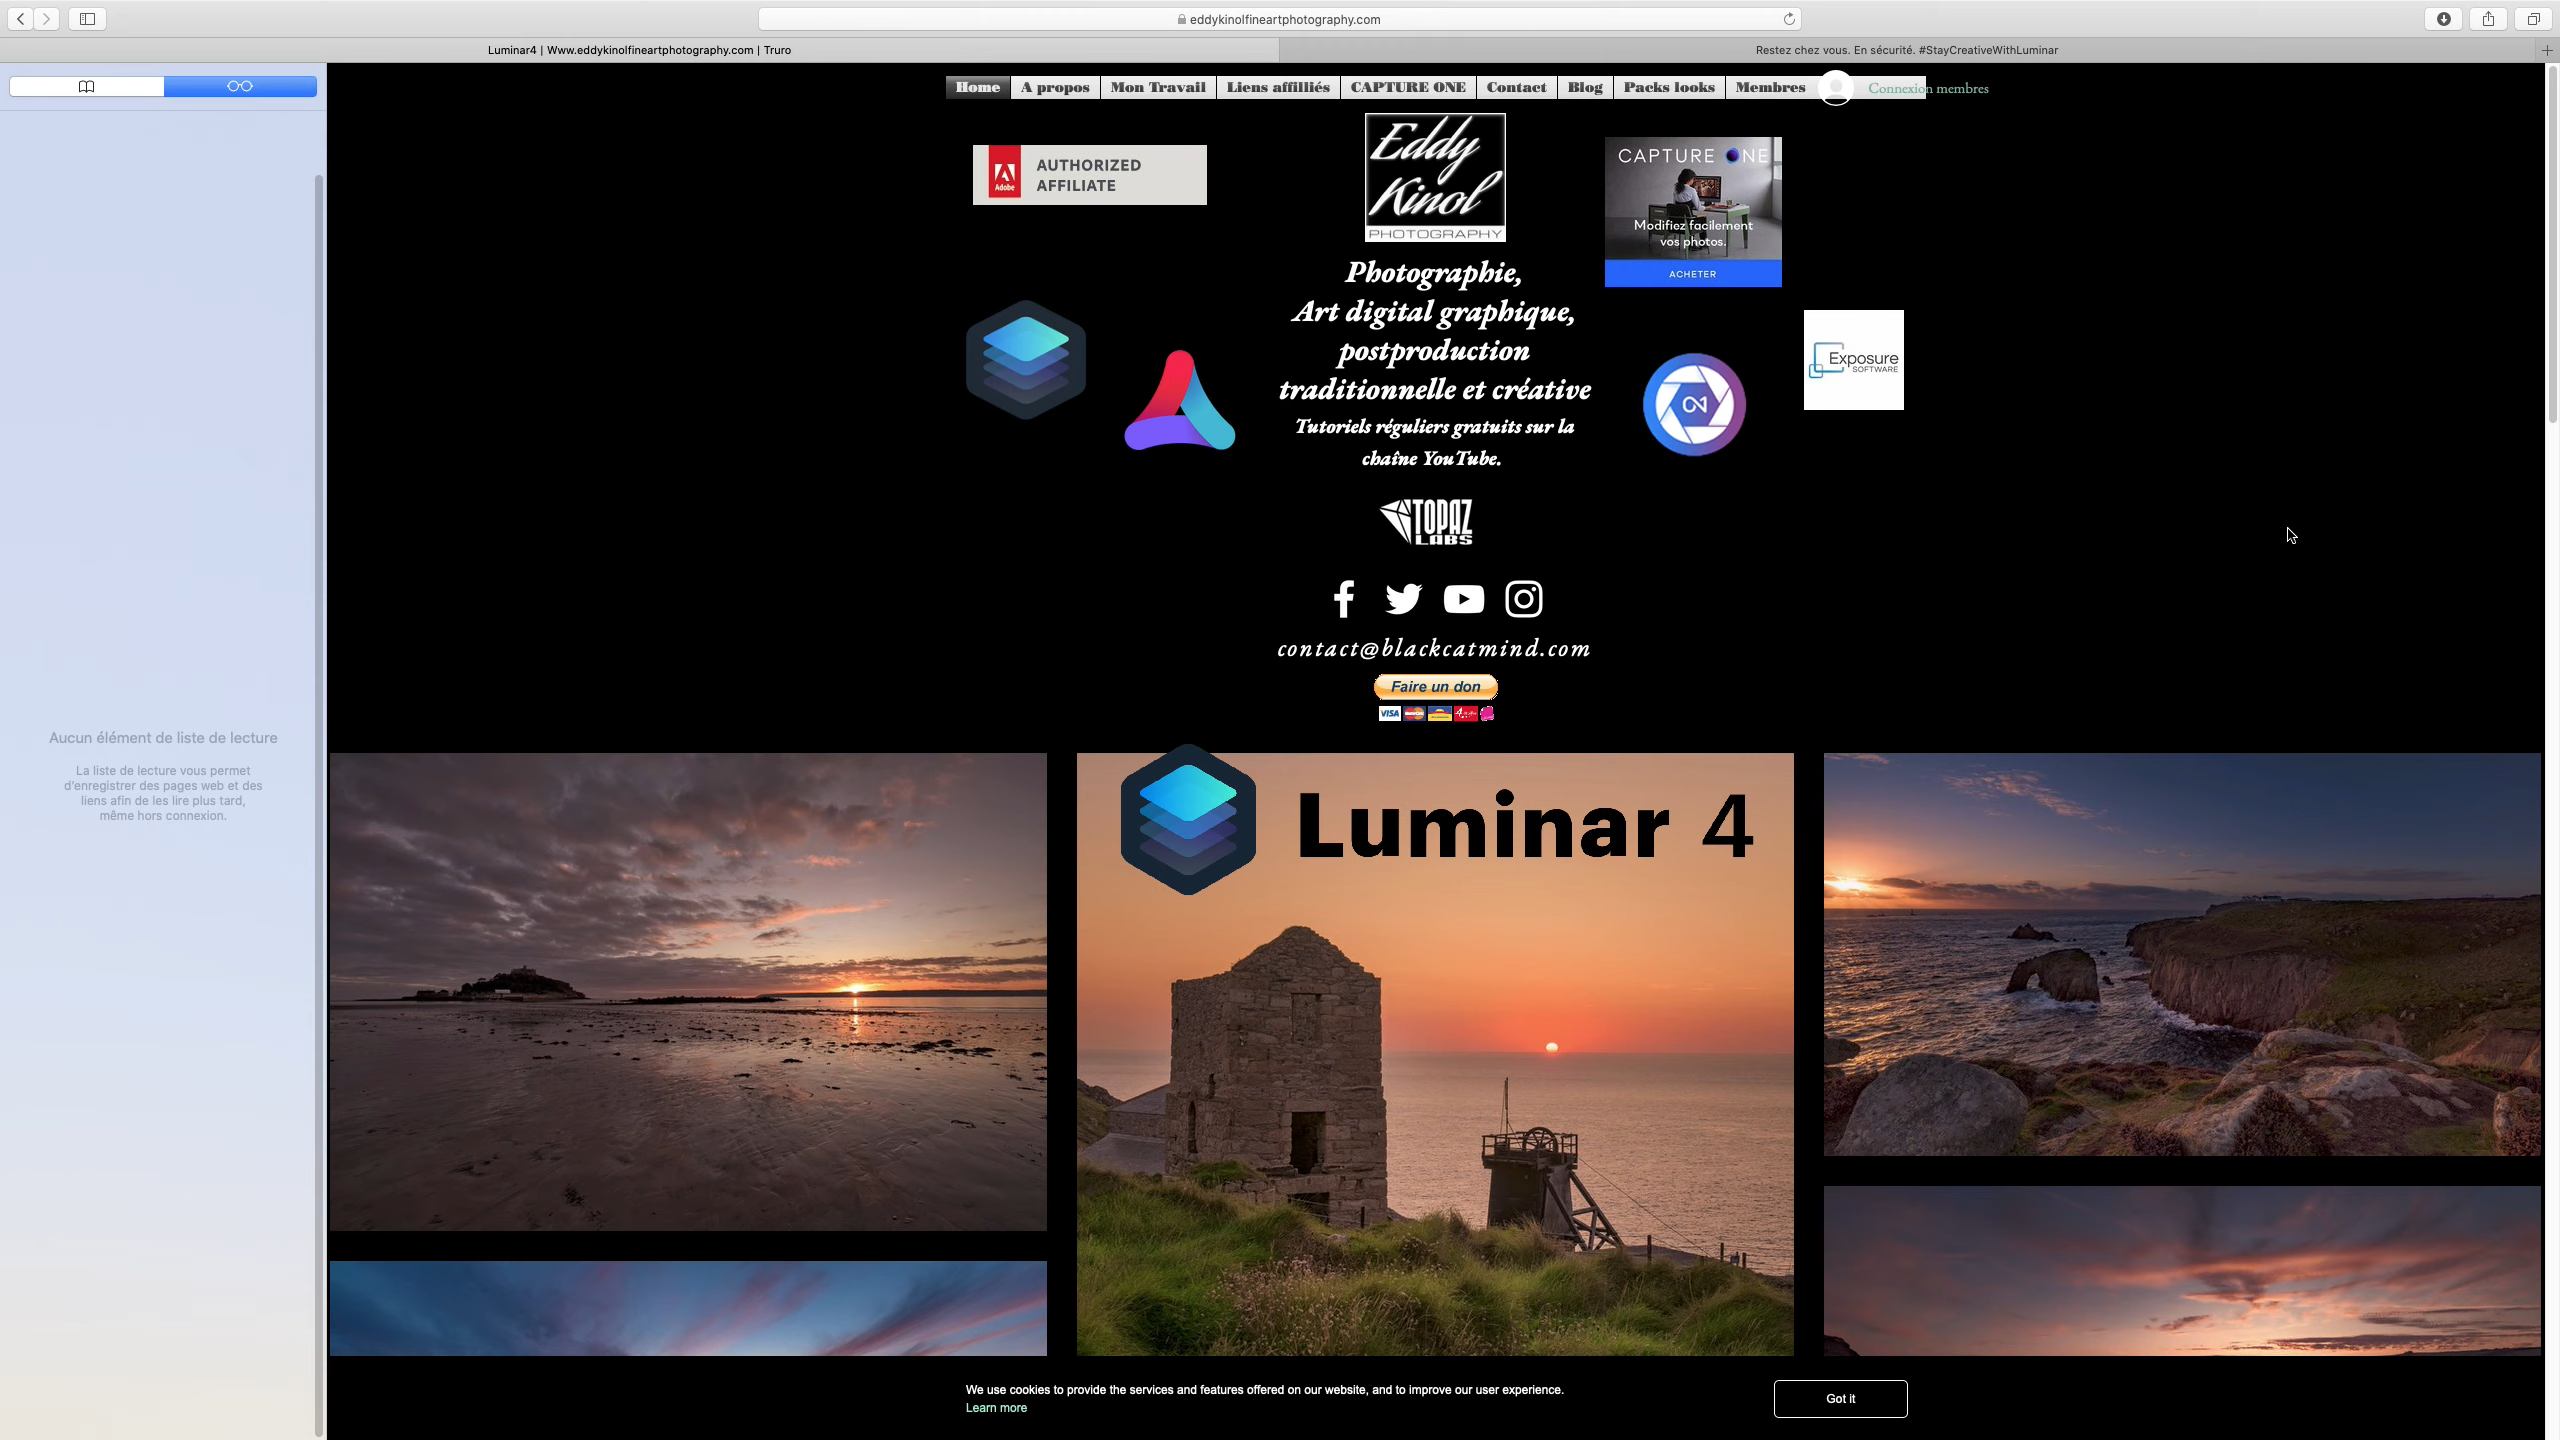 eddykinolfineartphotography.com
Luminar4 | Www.eddykinolfineartphotography.com | Truro
Restez chez vous. En sécurité. #StayCreativeWithLuminar
Home A propos Mon Travail Liens affilliés CAPTURE ONE Contact Blog Packs looks Membres Connexion membres
Adobe
AUTHORIZED
AFFILIATE
Eddy
Kinol
PHOTOGRAPHY
CAPTURE ONE
Modifiez facilement
vos photos.
ACHETER
Photographie,
Art digital graphique,
postproduction
traditionnelle et créative
Tutoriels réguliers gratuits sur la
chaîne YouTube.
Exposure
SOFTWARE
TOPAZ
LABS
contact@blackcatmind.com
Faire un don
VISA
Aucun élément de liste de lecture
La liste de lecture vous permet
d'enregistrer des pages web et des
liens afin de les lire plus tard,
même hors connexion.
Luminar 4
We use cookies to provide the services and features offered on our website, and to improve our user experience.
Learn more
Got it